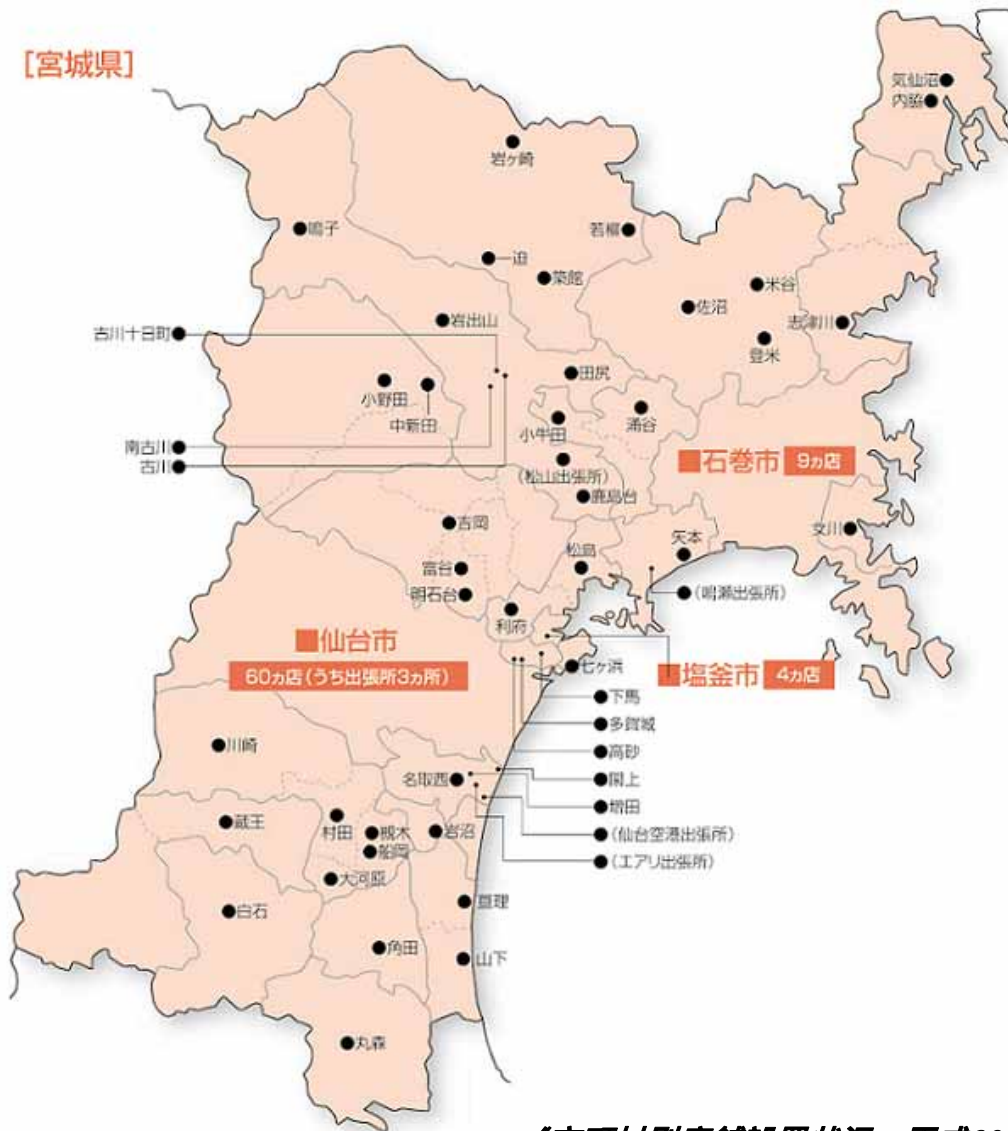 [宮城県]
気仙沼
内脇
岩ヶ崎
鳴子
若柳
一迫
築館
米谷
佐沼
志津川
岩出山
古川十日町
登米
田尻
小野田
中新田
涌谷
小牛田
南古川
古川
■石巻市 9ヵ店
(松山出張所)
鹿島台
吉岡
女川
矢本
松島
富谷
明石台
(鳴瀬出張所)
利府
■仙台市
60ヵ店(うち出張所3ヵ所)
七ヶ浜
■塩釜市 4ヵ店
下馬
多賀城
川崎
高砂
名取西
閖上
増田
蔵王
村田
槻木
岩沼
(仙台空港出張所)
船岡
(エアリ出張所)
大河原
白石
亘理
角田
山下
丸森